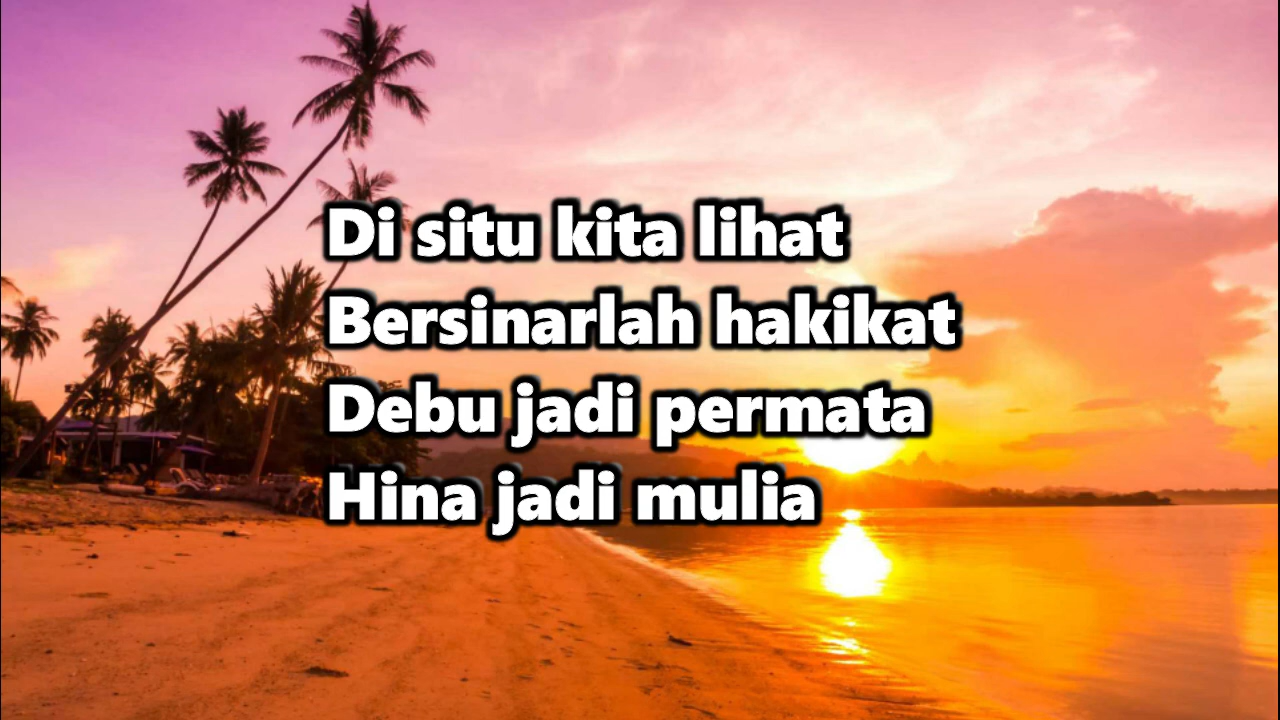 Di situ kita lihat
Bersinarlah hakikat
Debu jadi permata
Hina jadi mulia